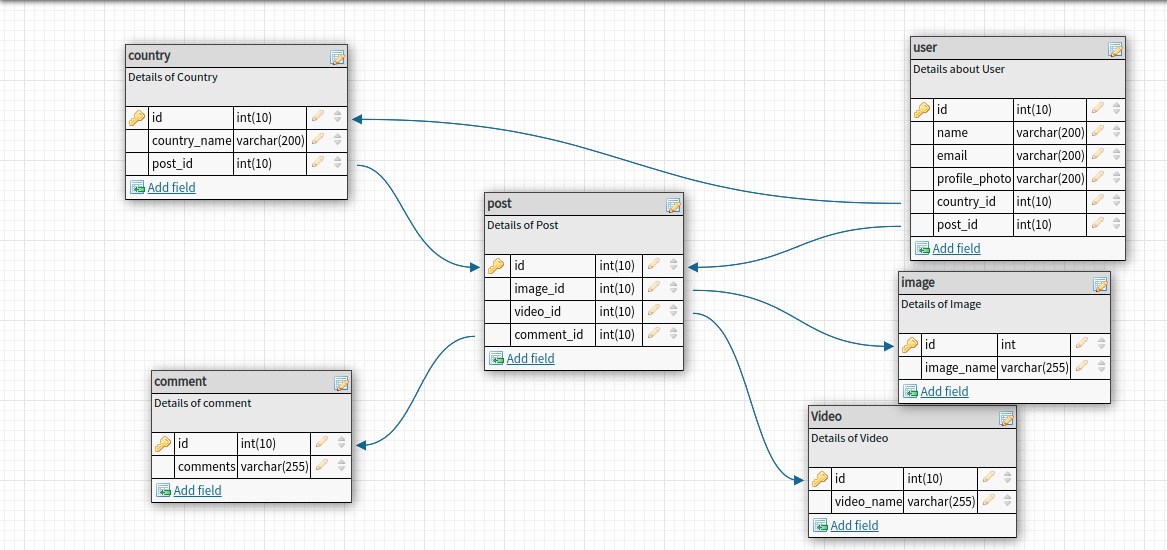 country
Details of Country
id int(10)
country_name varchar(200)
post_id int(10)
Add field
user
Details about User
id int(10)
name varchar(200)
email varchar(200)
profile_photo varchar(200)
country_id int(10)
post_id int(10)
Add field
post
Details of Post
id int(10)
image_id int(10)
video_id int(10)
comment_id int(10)
Add field
image
Details of Image
id int
image_name varchar(255)
Add field
comment
Details of comment
id int(10)
comments varchar(255)
Add field
Video
Details of Video
id int(10)
video_name varchar(255)
Add field